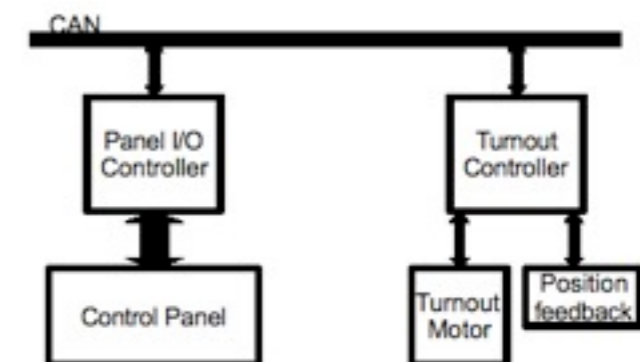 CAN
Panel I/O
Controller
Turnout
Controller
Control Panel
Turnout
Motor
Position
feedback